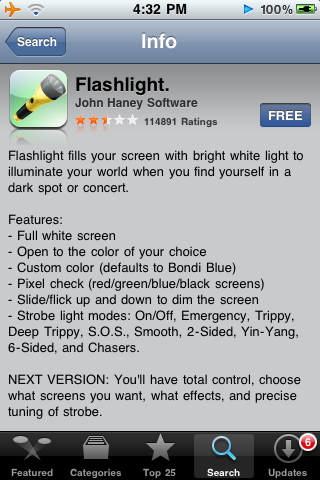 4:32 PM 100%
Search Info
Flashlight.
John Haney Software
114891 Ratings
FREE
Flashlight fills your screen with bright white light to
illuminate your world when you find yourself in a
dark spot or concert.
Features:
- Full white screen
- Open to the color of your choice
- Custom color (defaults to Bondi Blue)
- Pixel check (red/green/blue/black screens)
- Slide/flick up and down to dim the screen
- Strobe light modes: On/Off, Emergency, Trippy,
Deep Trippy, S.O.S., Smooth, 2-Sided, Yin-Yang,
6-Sided, and Chasers.
NEXT VERSION: You'll have total control, choose
what screens you want, what effects, and precise
tuning of strobe.
6
Featured Categories Top 25 Search Updates